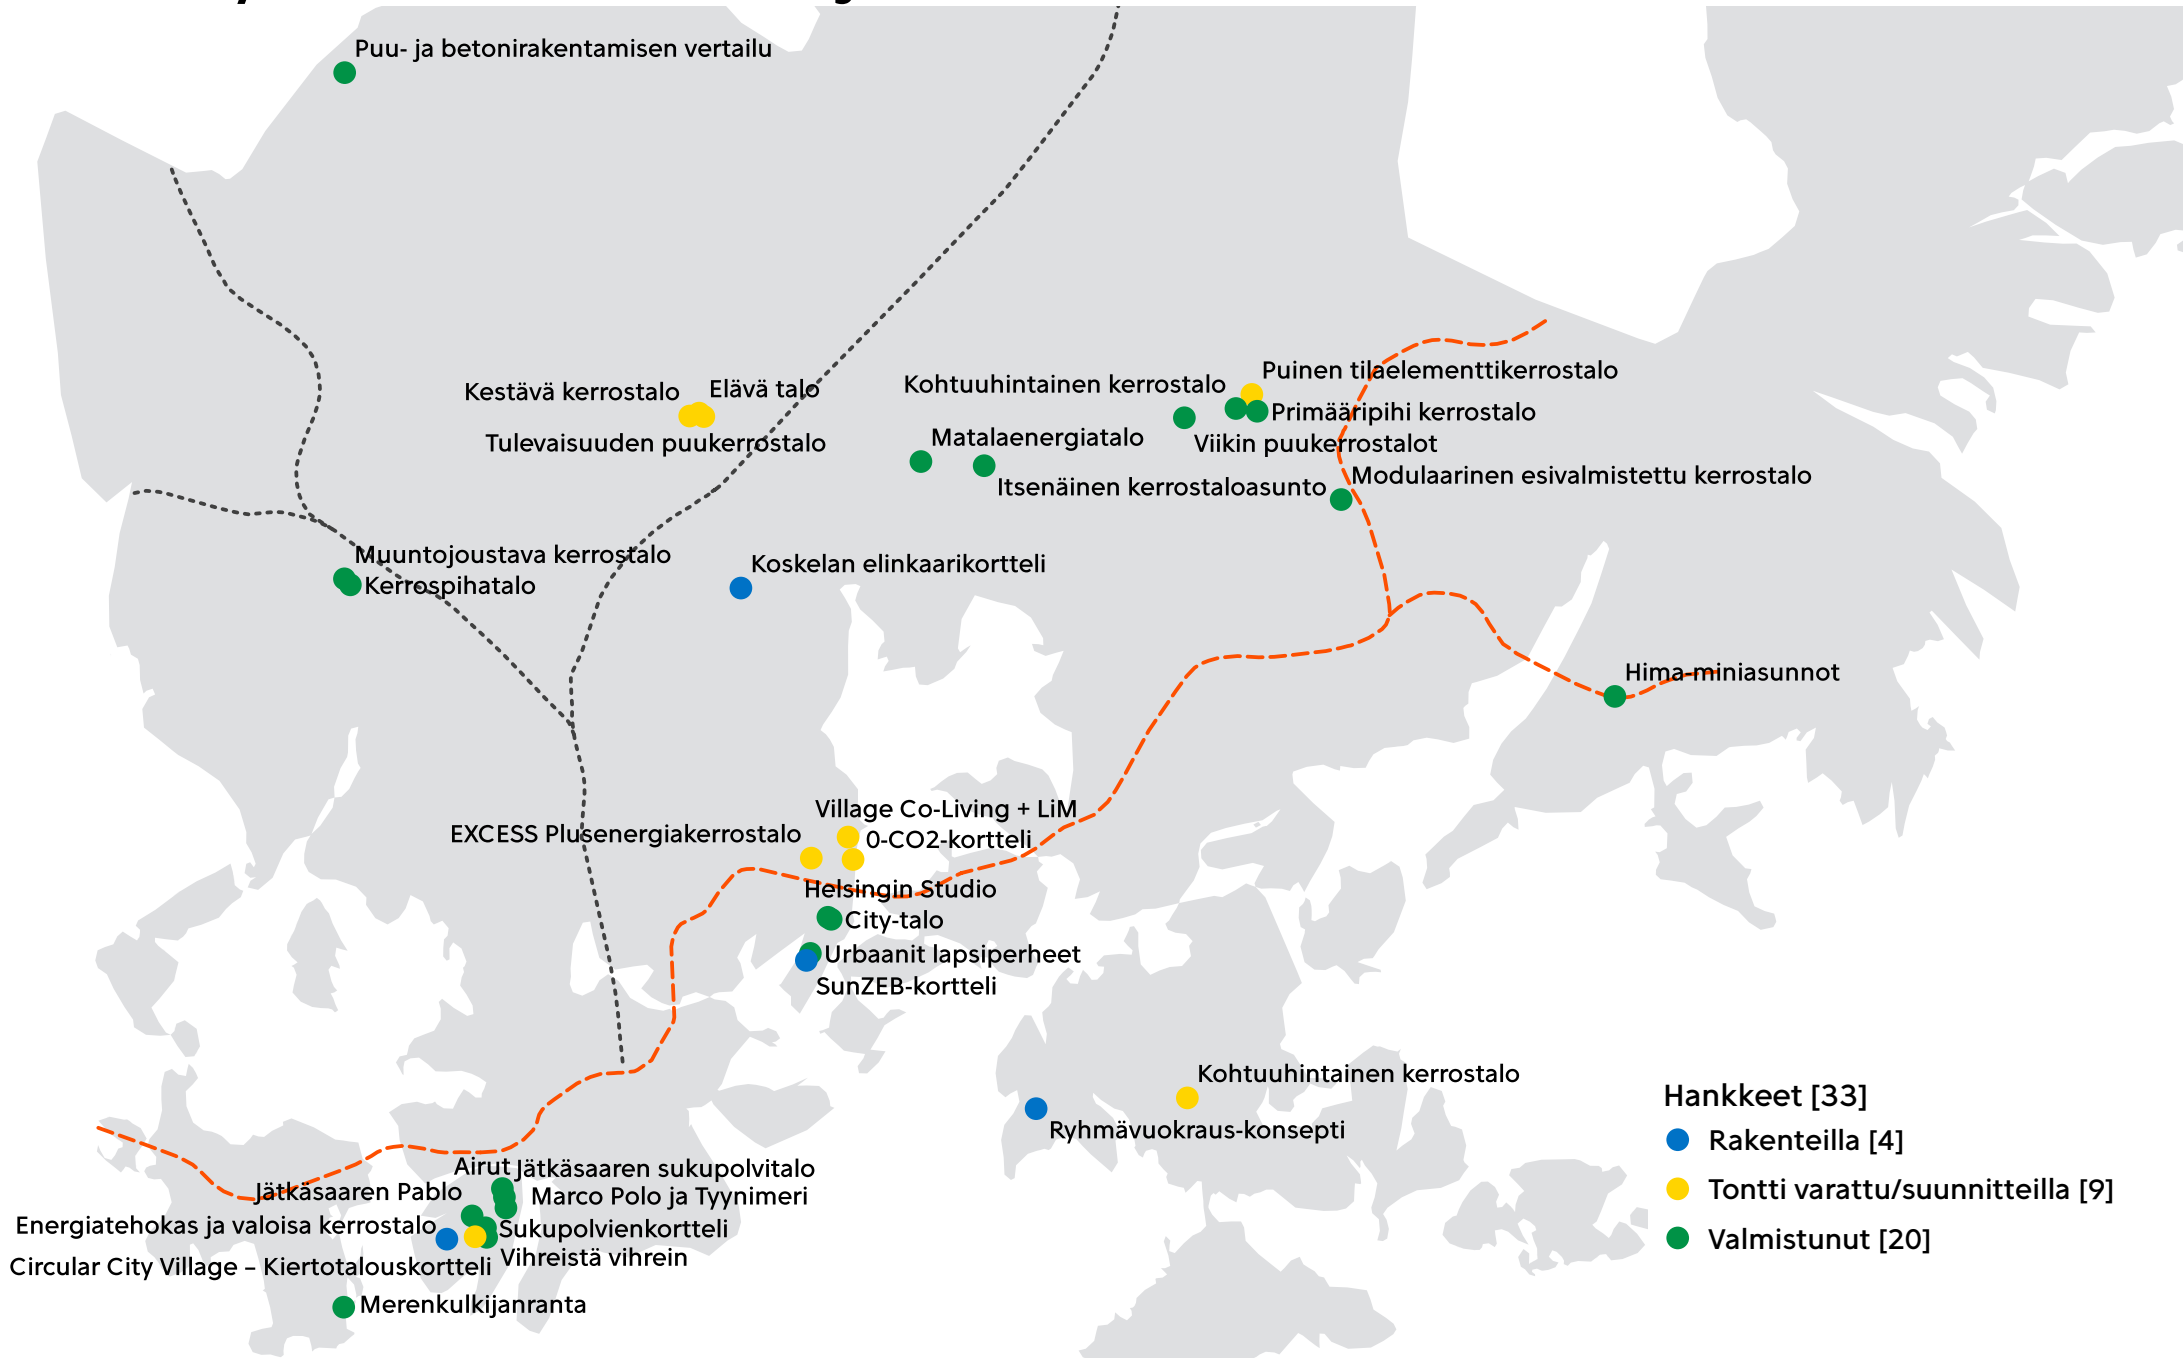 Puu- ja betonirakentamisen vertailu
Kestävä kerrostalo
Elävä talo
Tulevaisuuden puukerrostalo
Kohtuuhintainen kerrostalo
Puinen tilaelementtikerrostalo
Primääripihi kerrostalo
Viikin puukerrostalot
Matalaenergiatalo
Itsenäinen kerrostaloasunto
Modulaarinen esivalmistettu kerrostalo
Muuntojoustava kerrostalo
Kerrospihatalo
Koskelan elinkaarikortteli
Hima-miniasunnot
Village Co-Living + LiM
EXCESS Plusenergiakerrostalo
0-CO2-kortteli
Helsingin Studio
City-talo
Urbaanit lapsiperheet
SunZEB-kortteli
Kohtuuhintainen kerrostalo
Ryhmävuokraus-konsepti
Airut
Jätkäsaaren sukupolvitalo
Jätkäsaaren Pablo
Marco Polo ja Tyynimeri
Energiatehokas ja valoisa kerrostalo
Sukupolvienkortteli
Vihreistä vihrein
Circular City Village – Kiertotalouskortteli
Merenkulkijanranta
Hankkeet [33]
Rakenteilla [4]
Tontti varattu/suunnitteilla [9]
Valmistunut [20]